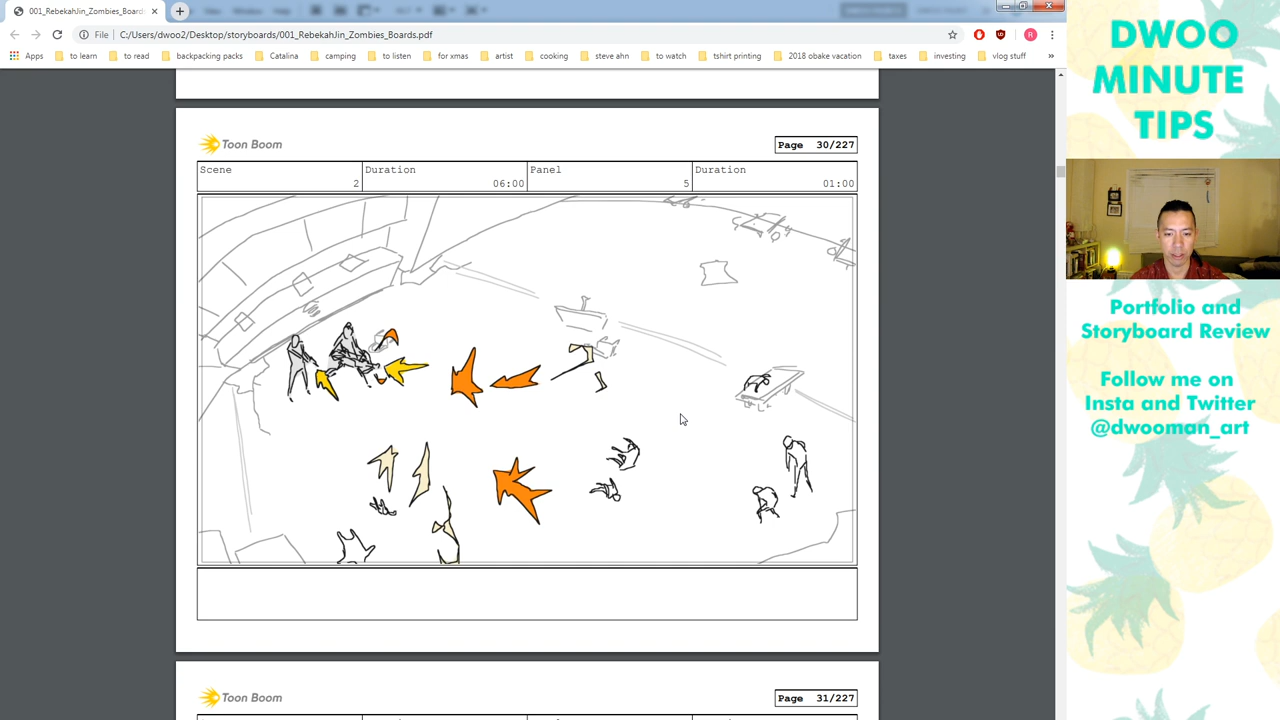 001_RebekahJin_Zombies_Board
File C:/Users/dwoo2/Desktop/storyboards/001_RebekahJin_Zombies_Boards.pdf
Apps to learn to read backpacking packs Catalina camping to listen for xmas artist cooking steve ahn to watch tshirt printing 2018 obake vacation taxes investing vlog stuff »
Toon Boom Page 30/227
Scene 2 Duration 06:00 Panel 5 Duration 01:00
Toon Boom Page 31/227
DWOO
MINUTE
TIPS
Portfolio and
Storyboard Review
Follow me on
Insta and Twitter
@dwooman_art